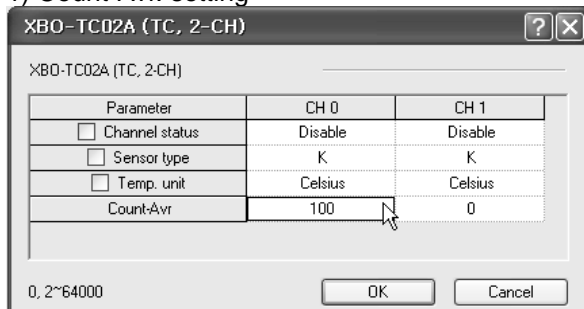 XBO-TC02A (TC, 2-CH)
XBO-TC02A (TC, 2-CH)
Parameter CH 0 CH 1
Channel status Disable Disable
Sensor type K K
Temp. unit Celsius Celsius
Count-Avr 100 0
0, 2~64000 OK Cancel